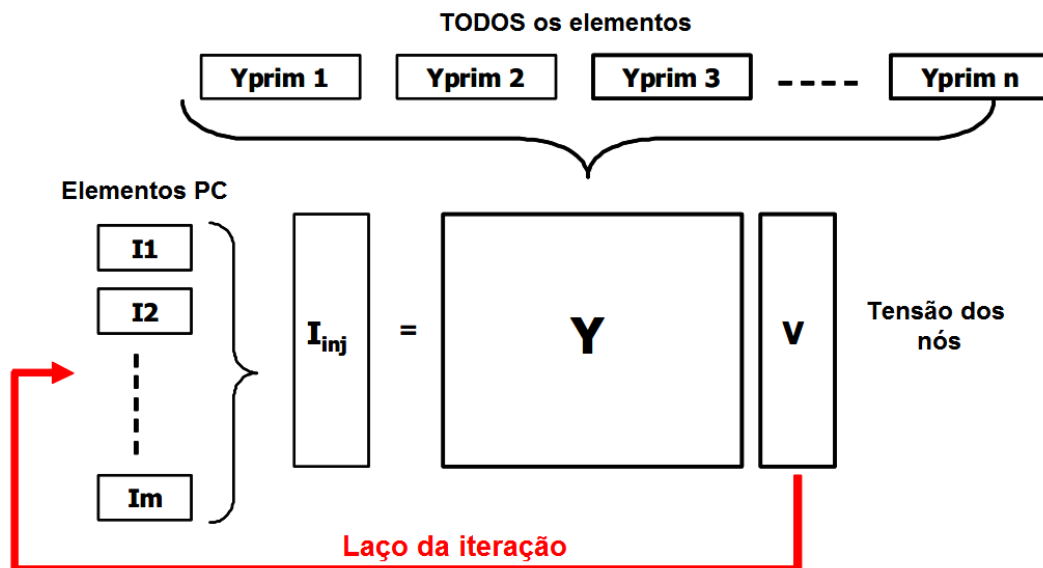 TODOS os elementos
Yprim 1 Yprim 2 Yprim 3 Yprim n
Elementos PC
I1
I2
Im
Iinj = Y V
Tensão dos
nós
Laço da iteração